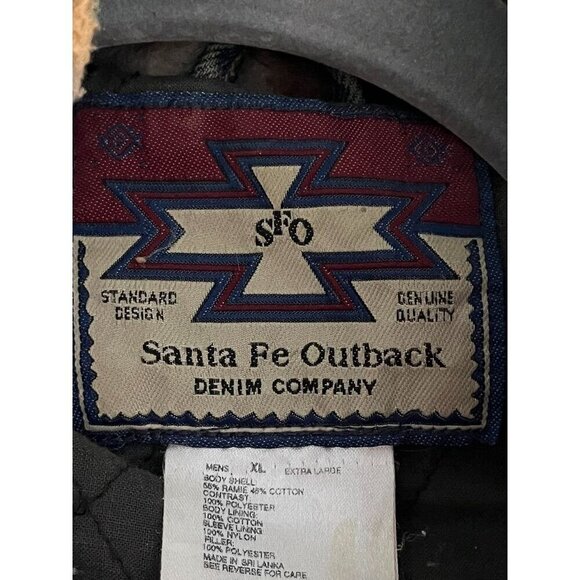 SFO
STANDARD
DESIGN
GENUINE
QUALITY
Santa Fe Outback
DENIM COMPANY
MENS XL EXTRA LARGE
BODY SHELL
55% RAMIE 45% COTTON
CONTRAST:
100% POLYESTER
BODY LINING:
100% COTTON
SLEEVE LINING
100% NYLON
FILLER:
100% POLYESTER
MADE IN SRI LANKA
SEE REVERSE FOR CARE